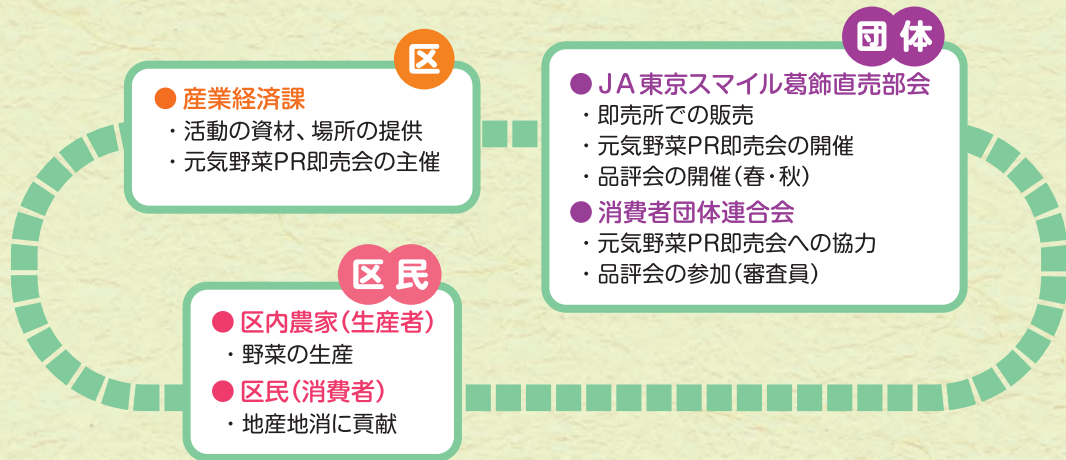 区
● 産業経済課
・活動の資材、場所の提供
・元気野菜PR即売会の主催
団体
● JA東京スマイル葛飾直売部会
・即売所での販売
・元気野菜PR即売会の開催
・品評会の開催(春・秋)
● 消費者団体連合会
・元気野菜PR即売会への協力
・品評会の参加(審査員)
区民
● 区内農家(生産者)
・野菜の生産
● 区民(消費者)
・地産地消に貢献